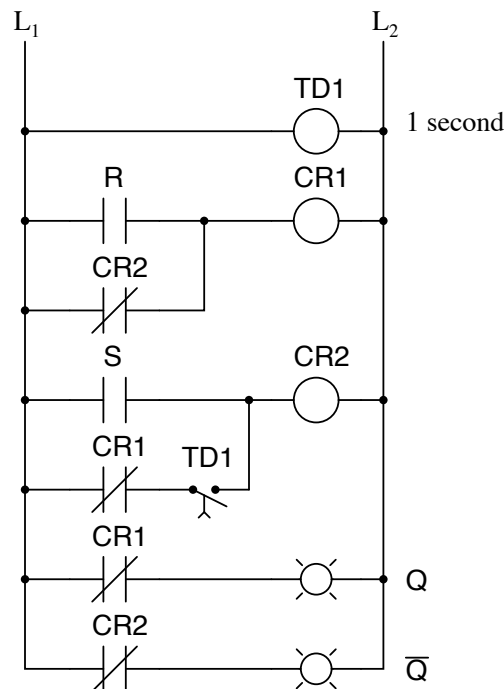 L1 L2
TD1
1 second
R CR1
CR2
S CR2
CR1
TD1
CR1
Q
CR2
Q̅